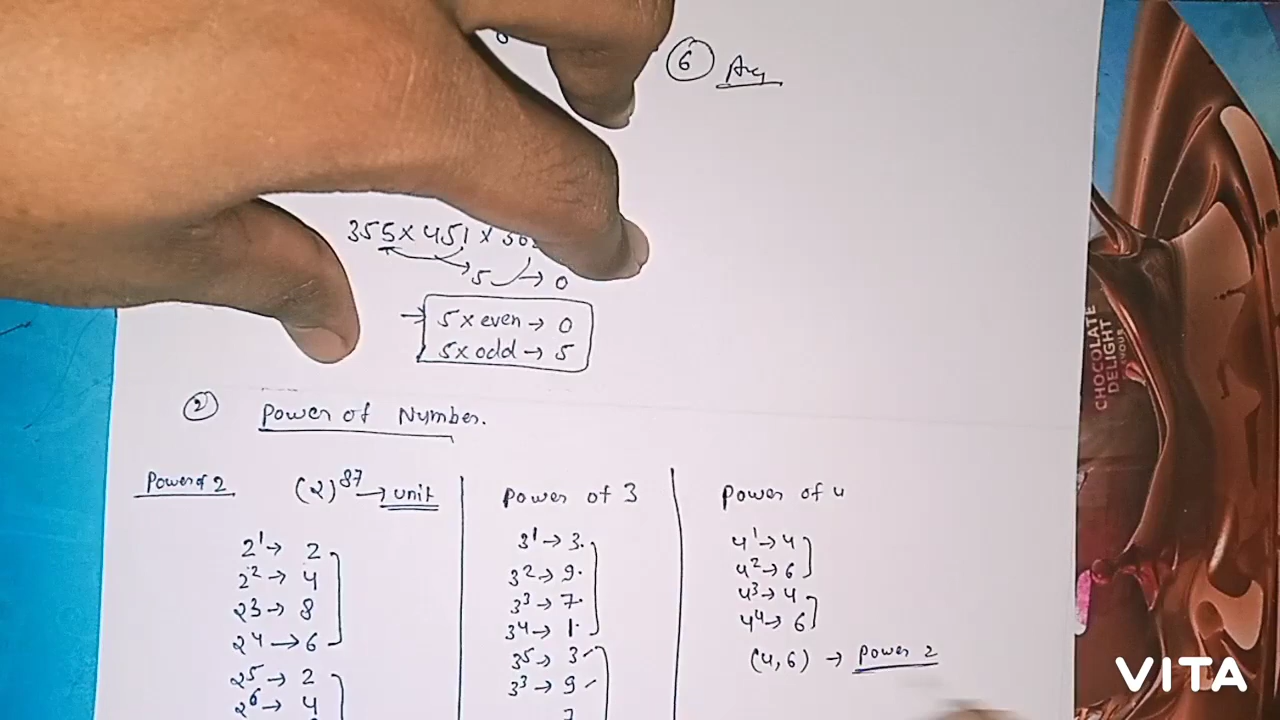 6 Ans
355 × 451 × 56
5 → 0
→ 5 × even → 0
5 × odd → 5
2 Power of Number.
Power of 2
(2)^87 → unit
2^1 → 2
2^2 → 4
2^3 → 8
2^4 → 6
2^5 → 2
2^6 → 4
Power of 3
3^1 → 3.
3^2 → 9.
3^3 → 7.
3^4 → 1.
3^5 → 3
3^3 → 9
7
Power of 4
4^1 → 4
4^2 → 6
4^3 → 4
4^4 → 6
(4,6) → Power 2
CHOCOLATE
DELIGHT
VITA